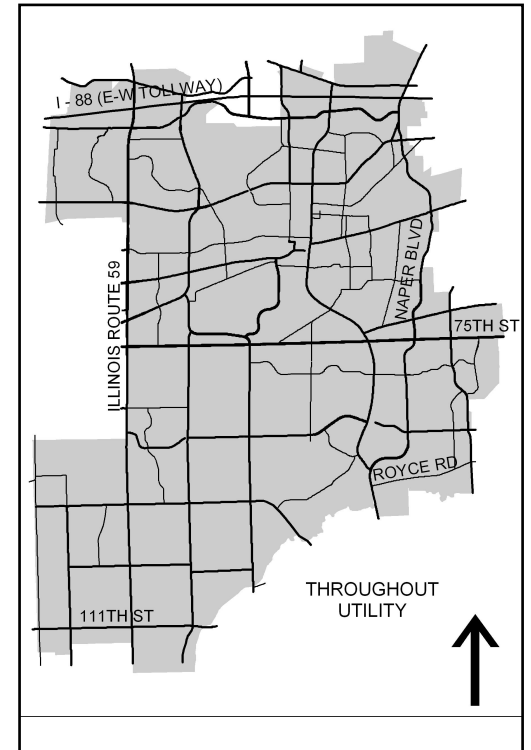 I - 88 (E-W TOLLWAY)
ILLINOIS ROUTE 59
NAPER BLVD
75TH ST
ROYCE RD
THROUGHOUT
UTILITY
111TH ST